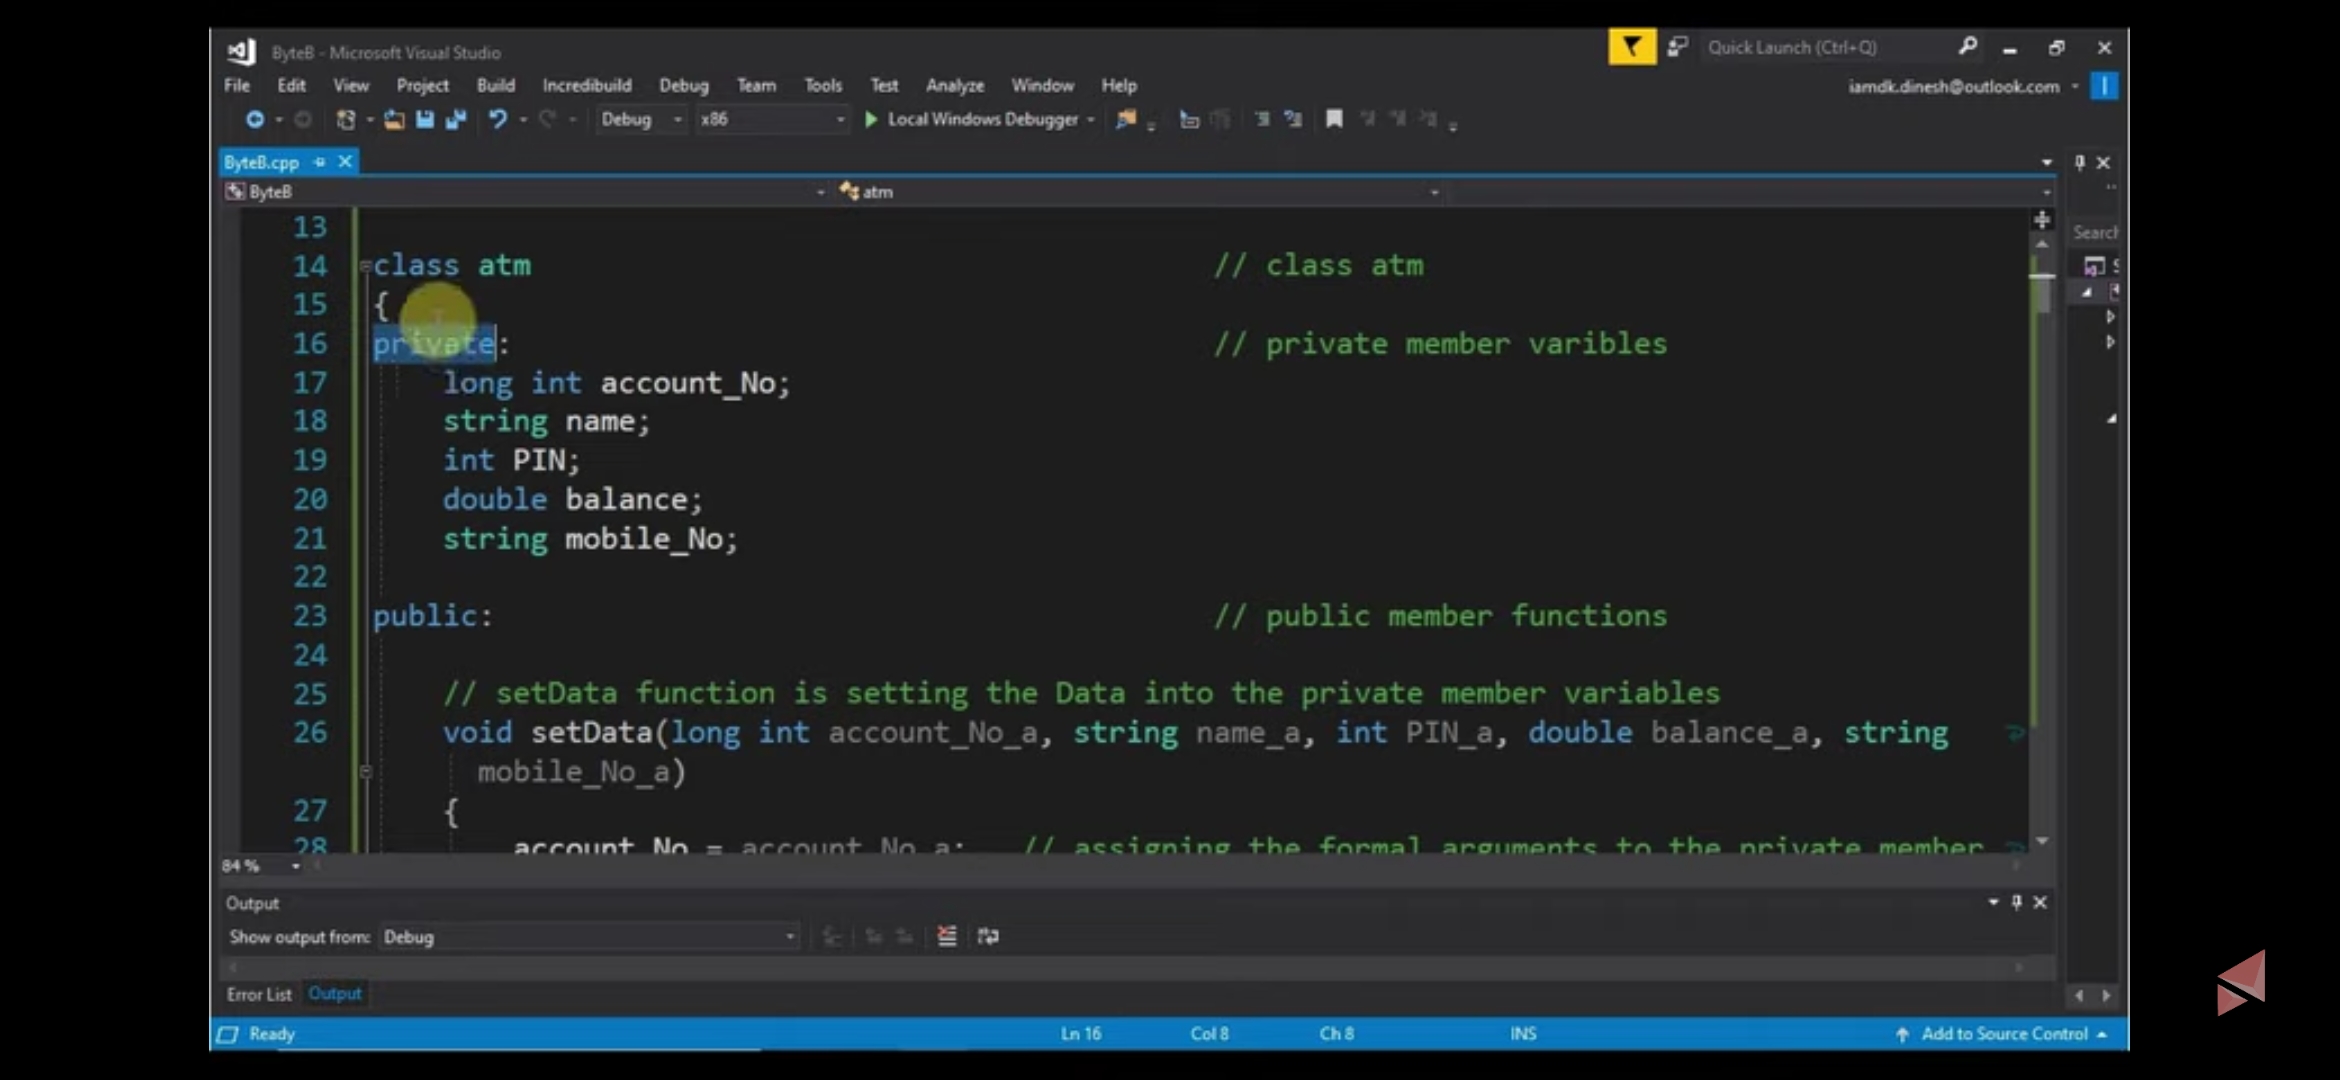 ByteB - Microsoft Visual Studio
Quick Launch (Ctrl+Q)
File Edit View Project Build Incredibuild Debug Team Tools Test Analyze Window Help
iamdk.dinesh@outlook.com
Debug x86 Local Windows Debugger
ByteB.cpp
ByteB atm
13
Search
14 class atm // class atm
15 {
16 private: // private member varibles
17 long int account_No;
18 string name;
19 int PIN;
20 double balance;
21 string mobile_No;
22
23 public: // public member functions
24
25 // setData function is setting the Data into the private member variables
26 void setData(long int account_No_a, string name_a, int PIN_a, double balance_a, string
mobile_No_a)
27 {
28 account_No = account_No_a; // assigning the formal arguments to the private member
84 %
Output
Show output from: Debug
Error List Output
Ready Ln 16 Col 8 Ch 8 INS Add to Source Control